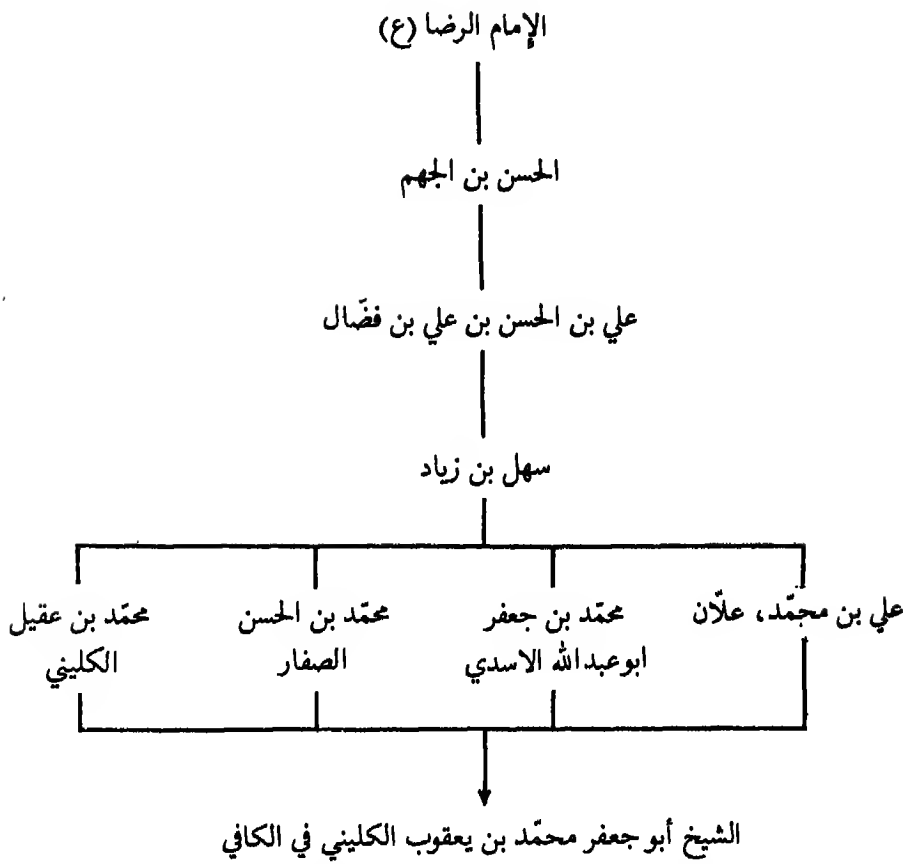 الإمام الرضا (ع)
الحسن بن الجهم
علي بن الحسن بن علي بن فضّال
سهل بن زياد
علي بن محمّد، علّان
محمّد بن جعفر
ابوعبدالله الاسدي
محمّد بن الحسن
الصفار
محمّد بن عقيل
الكليني
الشيخ أبو جعفر محمّد بن يعقوب الكليني في الكافي